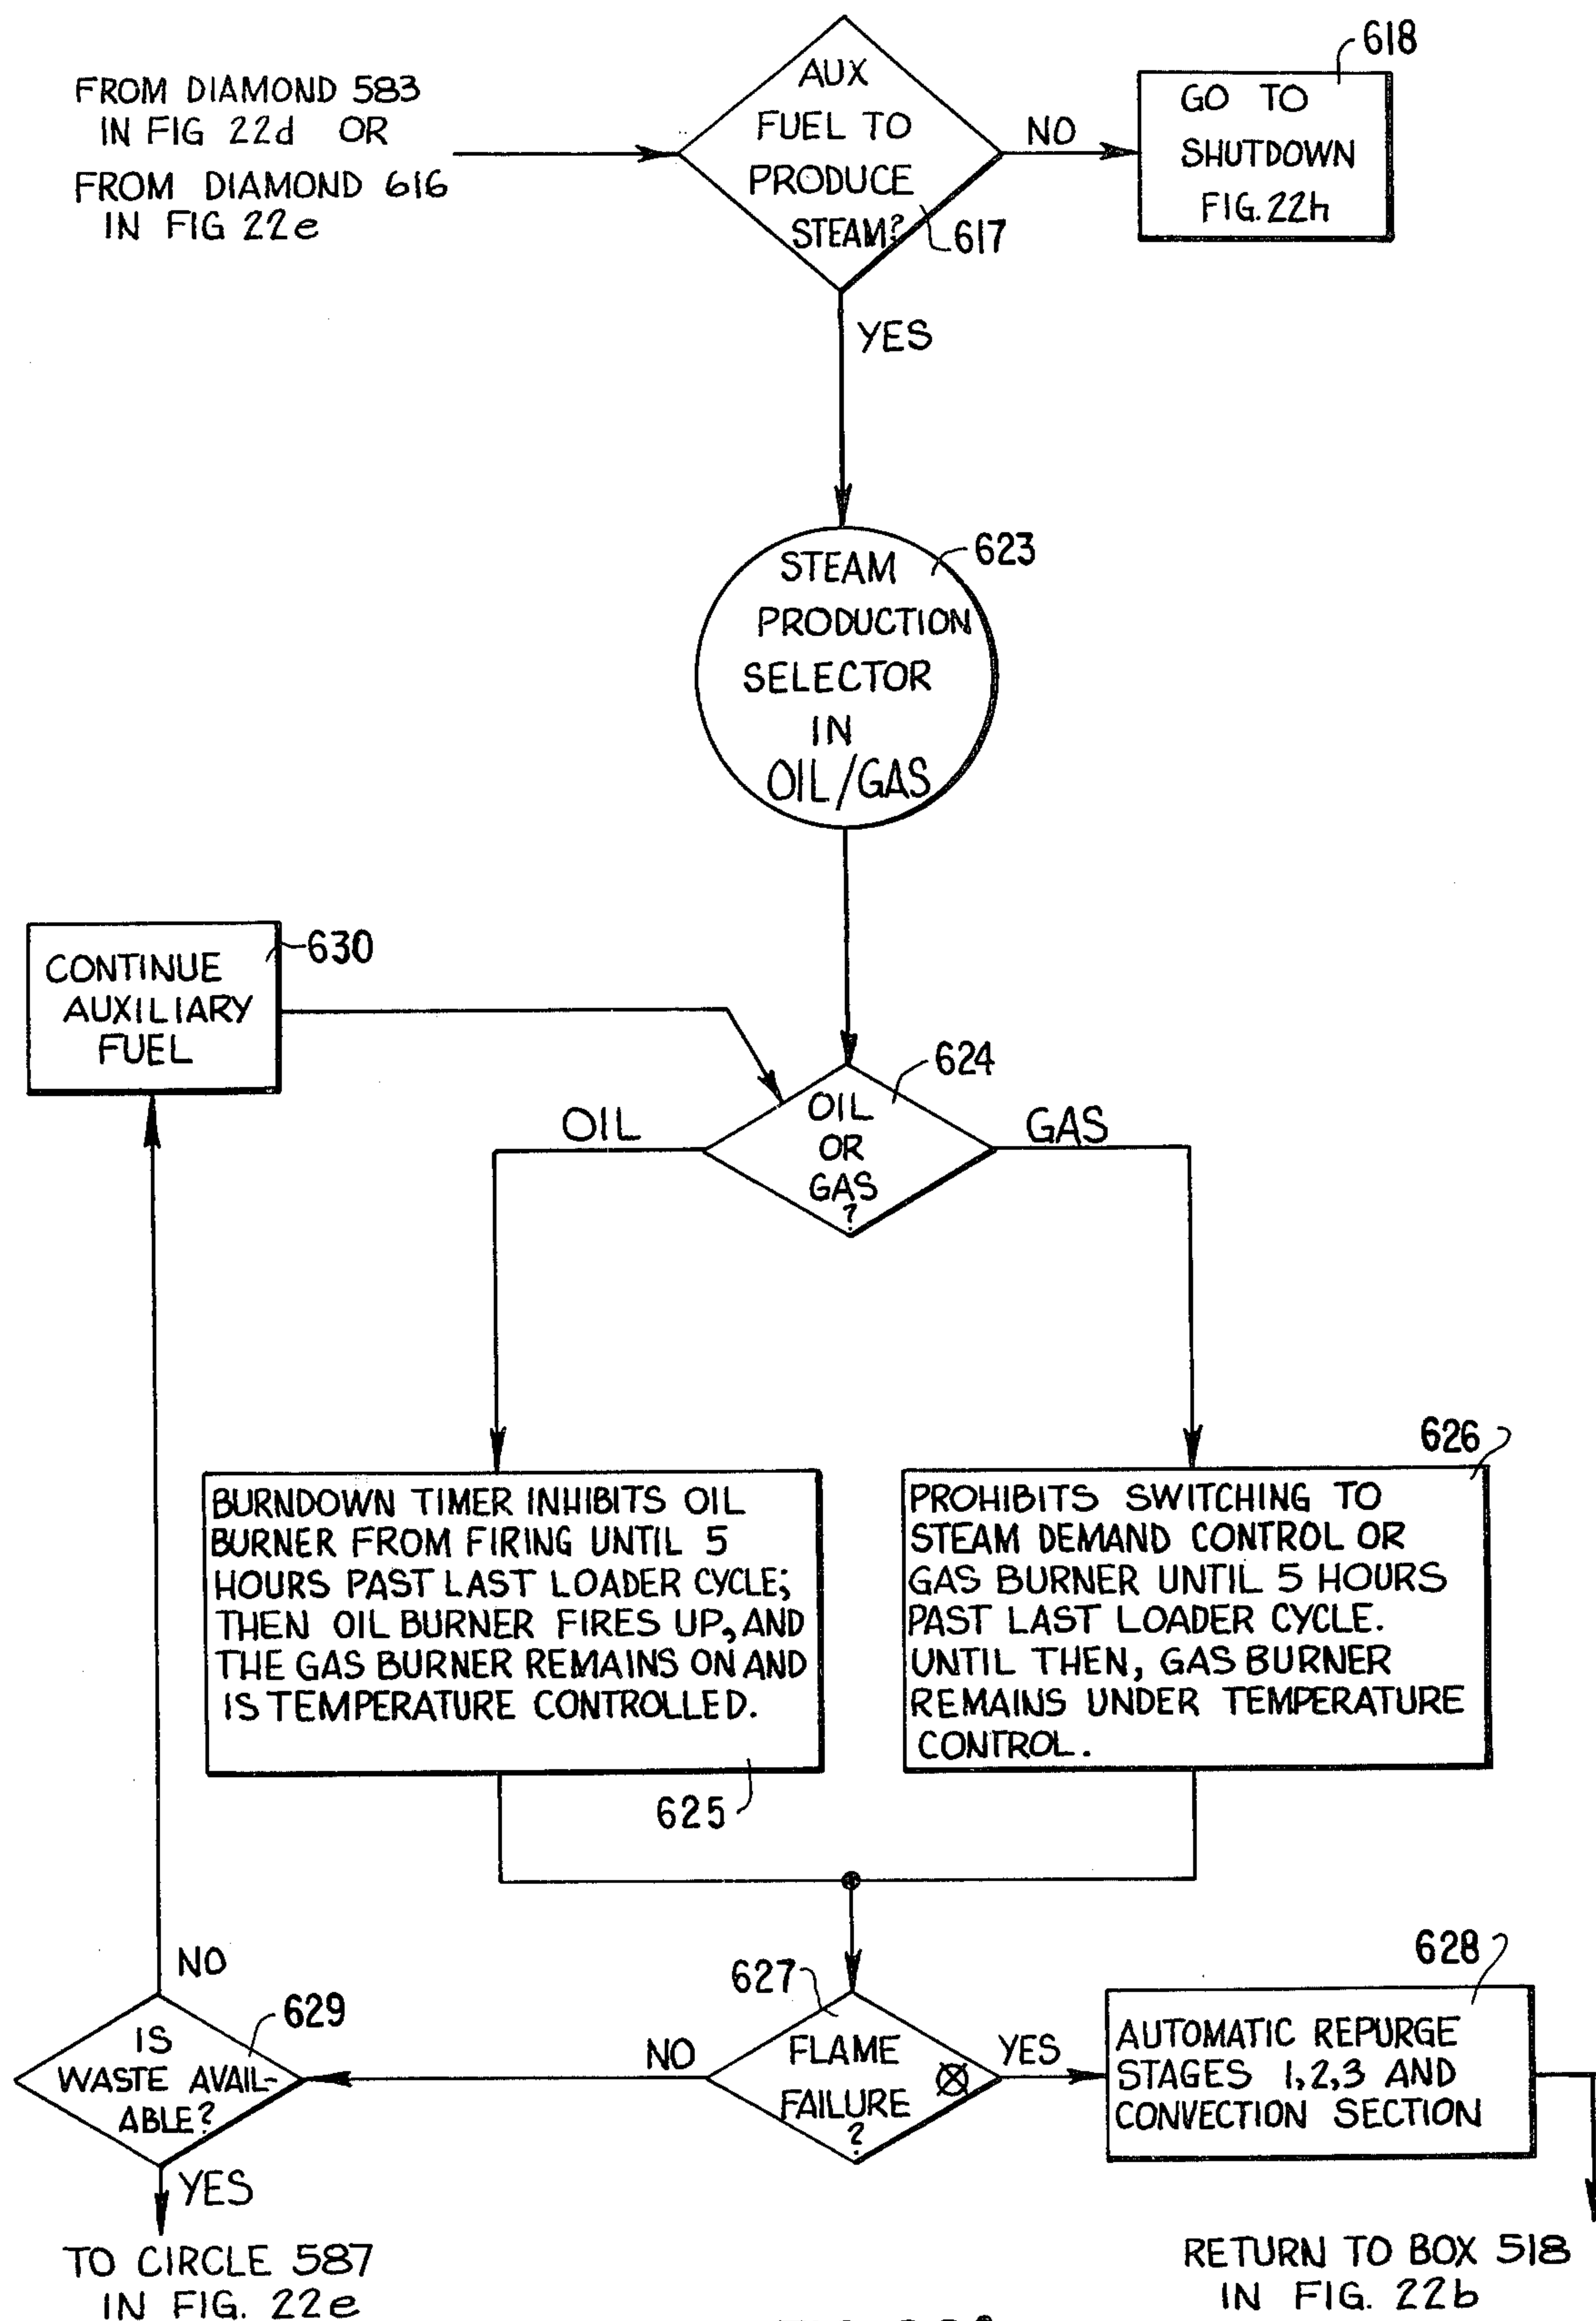 FROM DIAMOND 583
IN FIG 22d OR
FROM DIAMOND 616
IN FIG 22e
AUX
FUEL TO
PRODUCE
STEAM?
617
NO
618
GO TO
SHUTDOWN
FIG. 22h
YES
623
STEAM
PRODUCTION
SELECTOR
IN
OIL/GAS
630
CONTINUE
AUXILIARY
FUEL
624
OIL
OR
GAS
?
OIL
GAS
BURNDOWN TIMER INHIBITS OIL
BURNER FROM FIRING UNTIL 5
HOURS PAST LAST LOADER CYCLE;
THEN OIL BURNER FIRES UP, AND
THE GAS BURNER REMAINS ON AND
IS TEMPERATURE CONTROLLED.
625
626
PROHIBITS SWITCHING TO
STEAM DEMAND CONTROL OR
GAS BURNER UNTIL 5 HOURS
PAST LAST LOADER CYCLE.
UNTIL THEN, GAS BURNER
REMAINS UNDER TEMPERATURE
CONTROL.
627
FLAME
FAILURE
?
YES
628
AUTOMATIC REPURGE
STAGES 1,2,3 AND
CONVECTION SECTION
RETURN TO BOX 518
IN FIG. 22b
NO
629
IS
WASTE AVAIL-
ABLE?
NO
YES
TO CIRCLE 587
IN FIG. 22e